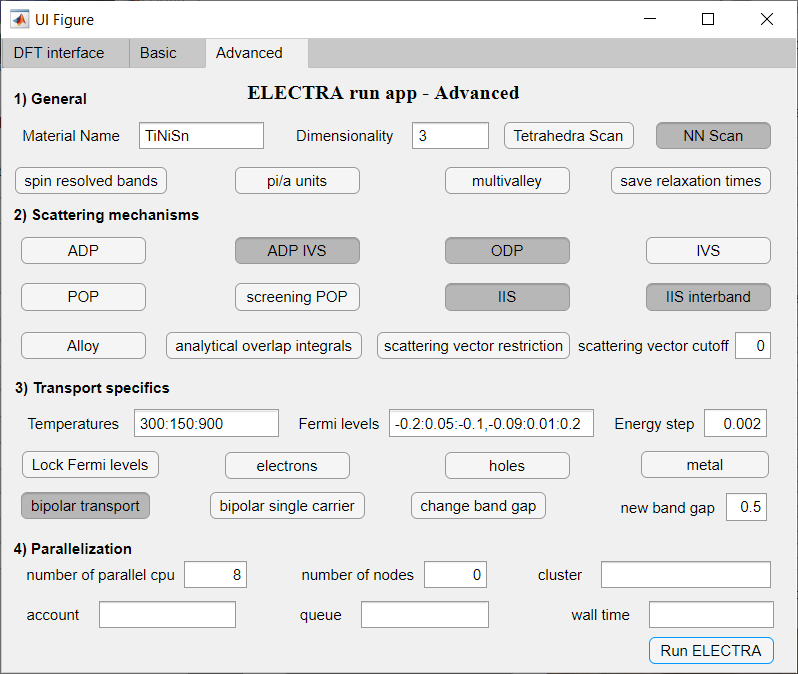 UI Figure
DFT interface Basic Advanced
ELECTRA run app - Advanced
1) General
Material Name TiNiSn Dimensionality 3 Tetrahedra Scan NN Scan
spin resolved bands pi/a units multivalley save relaxation times
2) Scattering mechanisms
ADP ADP IVS ODP IVS
POP screening POP IIS IIS interband
Alloy analytical overlap integrals scattering vector restriction scattering vector cutoff 0
3) Transport specifics
Temperatures 300:150:900 Fermi levels -0.2:0.05:-0.1,-0.09:0.01:0.2 Energy step 0.002
Lock Fermi levels electrons holes metal
bipolar transport bipolar single carrier change band gap new band gap 0.5
4) Parallelization
number of parallel cpu 8 number of nodes 0 cluster
account queue wall time
Run ELECTRA